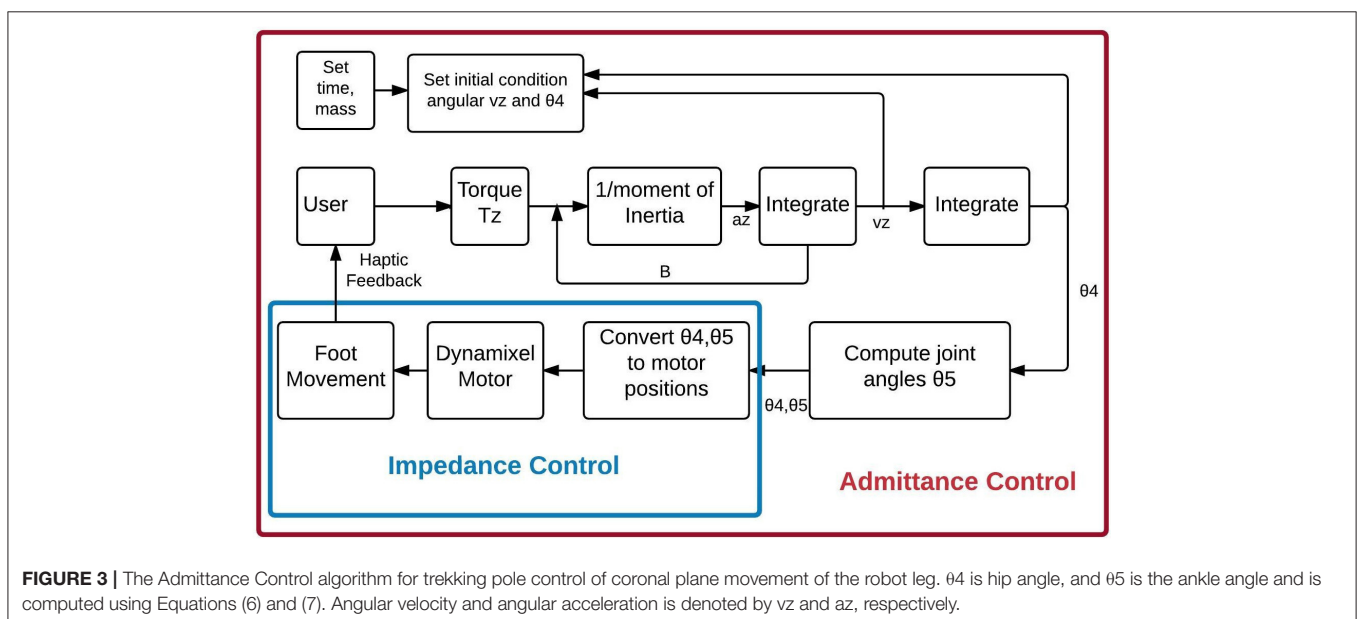 Set
time,
mass
Set initial condition
angular vz and θ4
User
Torque
Tz
1/moment of
Inertia
az
Integrate
vz
Integrate
B
Haptic
Feedback
θ4
Foot
Movement
Dynamixel
Motor
Convert θ4,θ5
to motor
positions
θ4,θ5
Compute joint
angles θ5
Impedance Control
Admittance Control
FIGURE 3 | The Admittance Control algorithm for trekking pole control of coronal plane movement of the robot leg. θ4 is hip angle, and θ5 is the ankle angle and is
computed using Equations (6) and (7). Angular velocity and angular acceleration is denoted by vz and az, respectively.